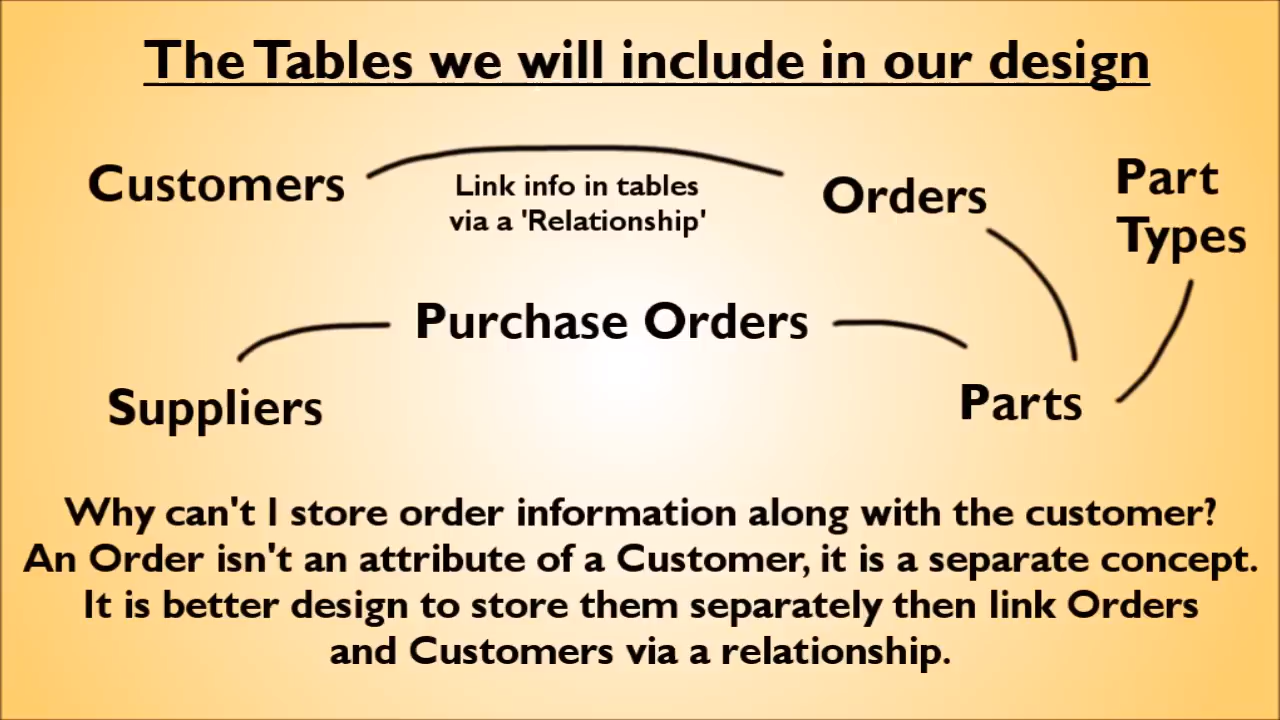 The Tables we will include in our design
Customers
Link info in tables
via a 'Relationship'
Orders
Part
Types
Purchase Orders
Suppliers
Parts
Why can't I store order information along with the customer?
An Order isn't an attribute of a Customer, it is a separate concept.
It is better design to store them separately then link Orders
and Customers via a relationship.